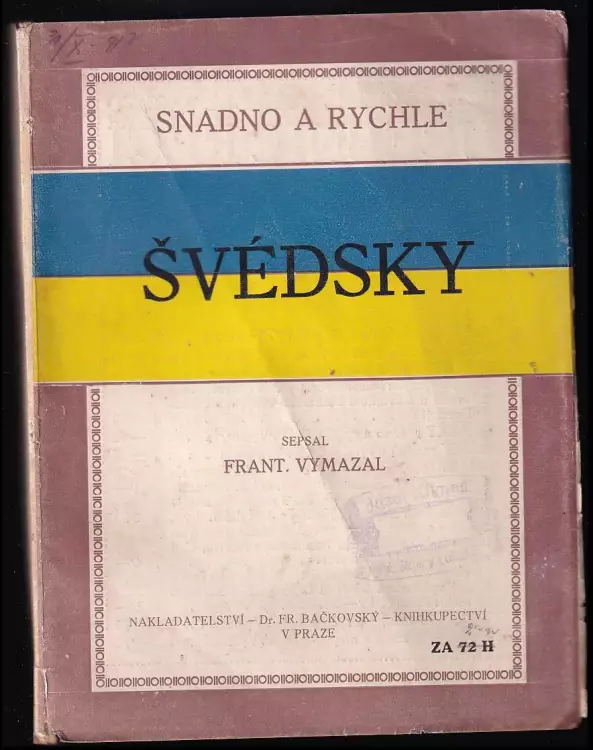 SNADNO A RYCHLE
ŠVÉDSKY
SEPSAL
FRANT. VYMAZAL
NAKLADATELSTVÍ – Dr. FR. BAČKOVSKÝ – KNIHKUPECTVÍ
V PRAZE
ZA 72 H